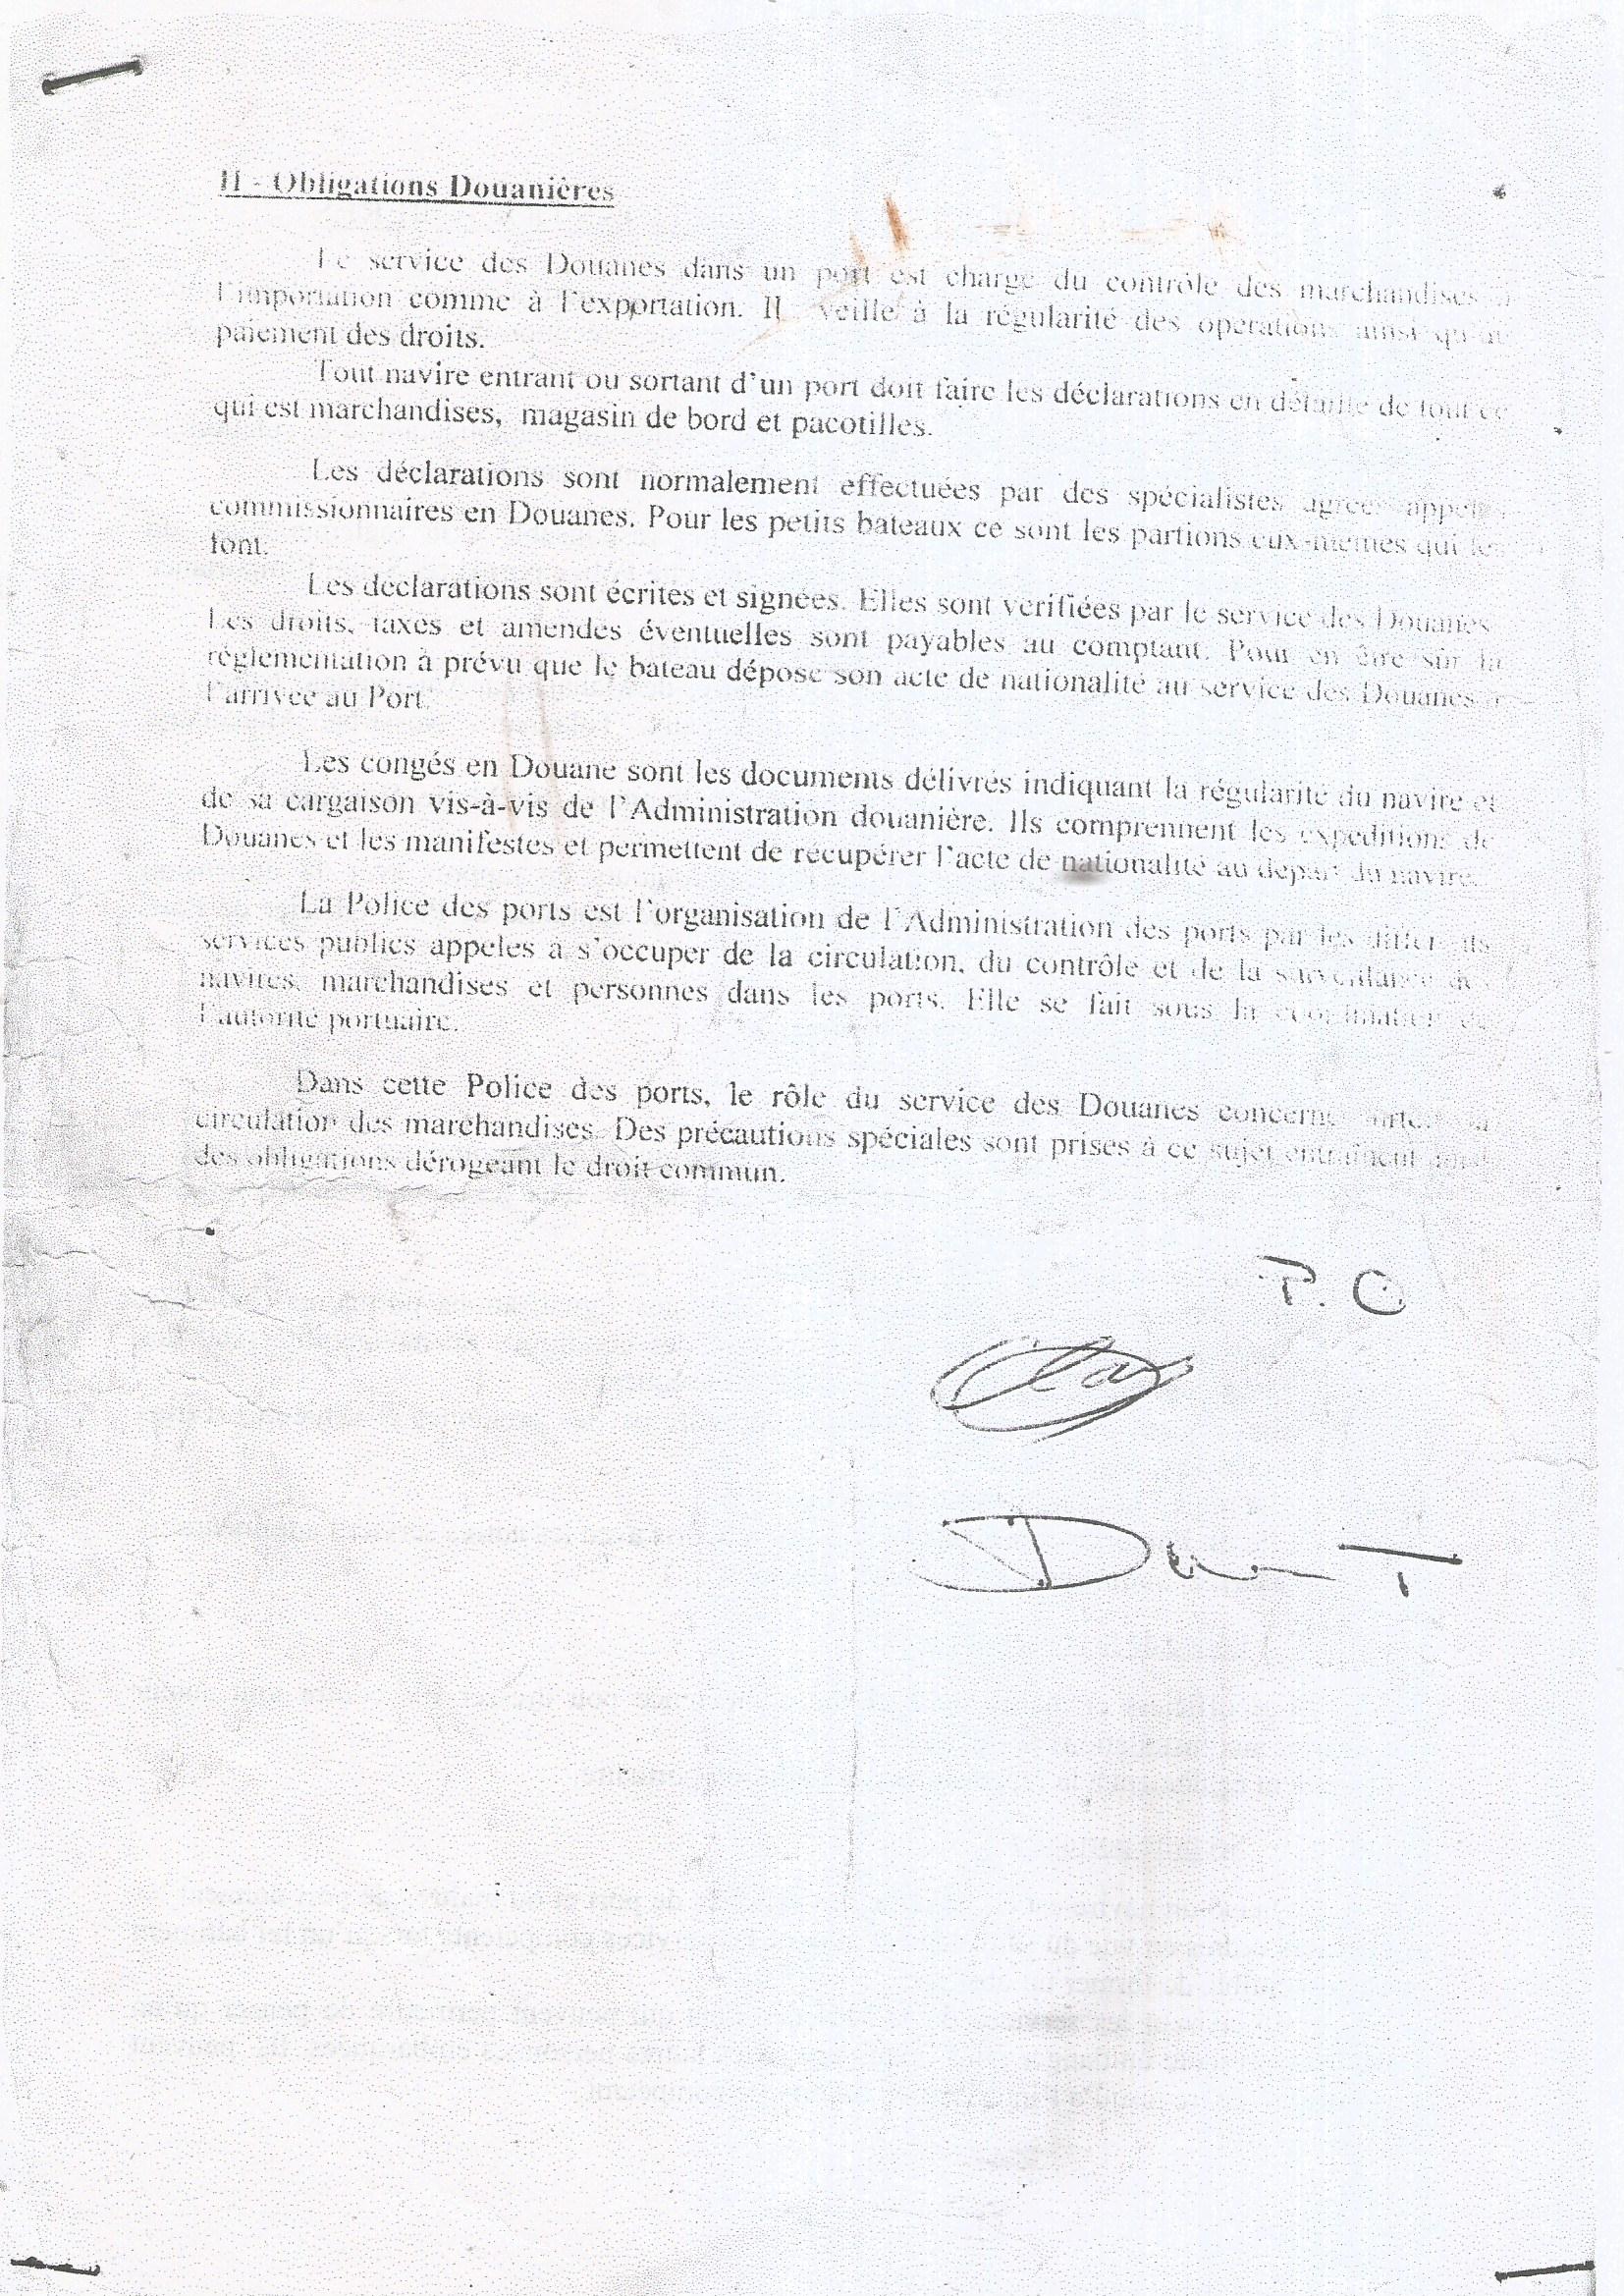 II - Obligations Douanières
Le service des Douanes dans un port est chargé du contrôle des marchandises à
l'importation comme à l'exportation. Il veille à la régularité des operations ainsi qu'au
paiement des droits.
Tout navire entrant ou sortant d'un port doit faire les déclarations en détaille de tout ce
qui est marchandises, magasin de bord et pacotilles.
Les déclarations sont normalement effectuées par des spécialistes agréés appelés
commissionnaires en Douanes. Pour les petits bateaux ce sont les partions eux-mêmes qui les
font.
Les declarations sont écrites et signées. Elles sont verifiées par le service des Douanes.
Les droits, taxes et amendes éventuelles sont payables au comptant. Pour en être sûr la
règlementation à prévu que le bateau dépose son acte de nationalité au service des Douanes à
l'arrivée au Port.
Les congés en Douane sont les documents délivrés indiquant la régularité du navire et
de sa cargaison vis-à-vis de l'Administration douanière. Ils comprennent les expeditions de
Douanes et les manifestes et permettent de récupérer l'acte de nationalité au depart du navire.
La Police des ports est l'organisation de l'Administration des ports par les différents
services publics appeles à s'occuper de la circulation, du contrôle et de la surveillance des
navires, marchandises et personnes dans les ports. Elle se fait sous la coordination de
l'autorité portuaire.
Dans cette Police des ports, le rôle du service des Douanes concerne la
circulation des marchandises. Des précautions spéciales sont prises à ce sujet entraînent
des obligations dérogeant le droit commun.
P. C